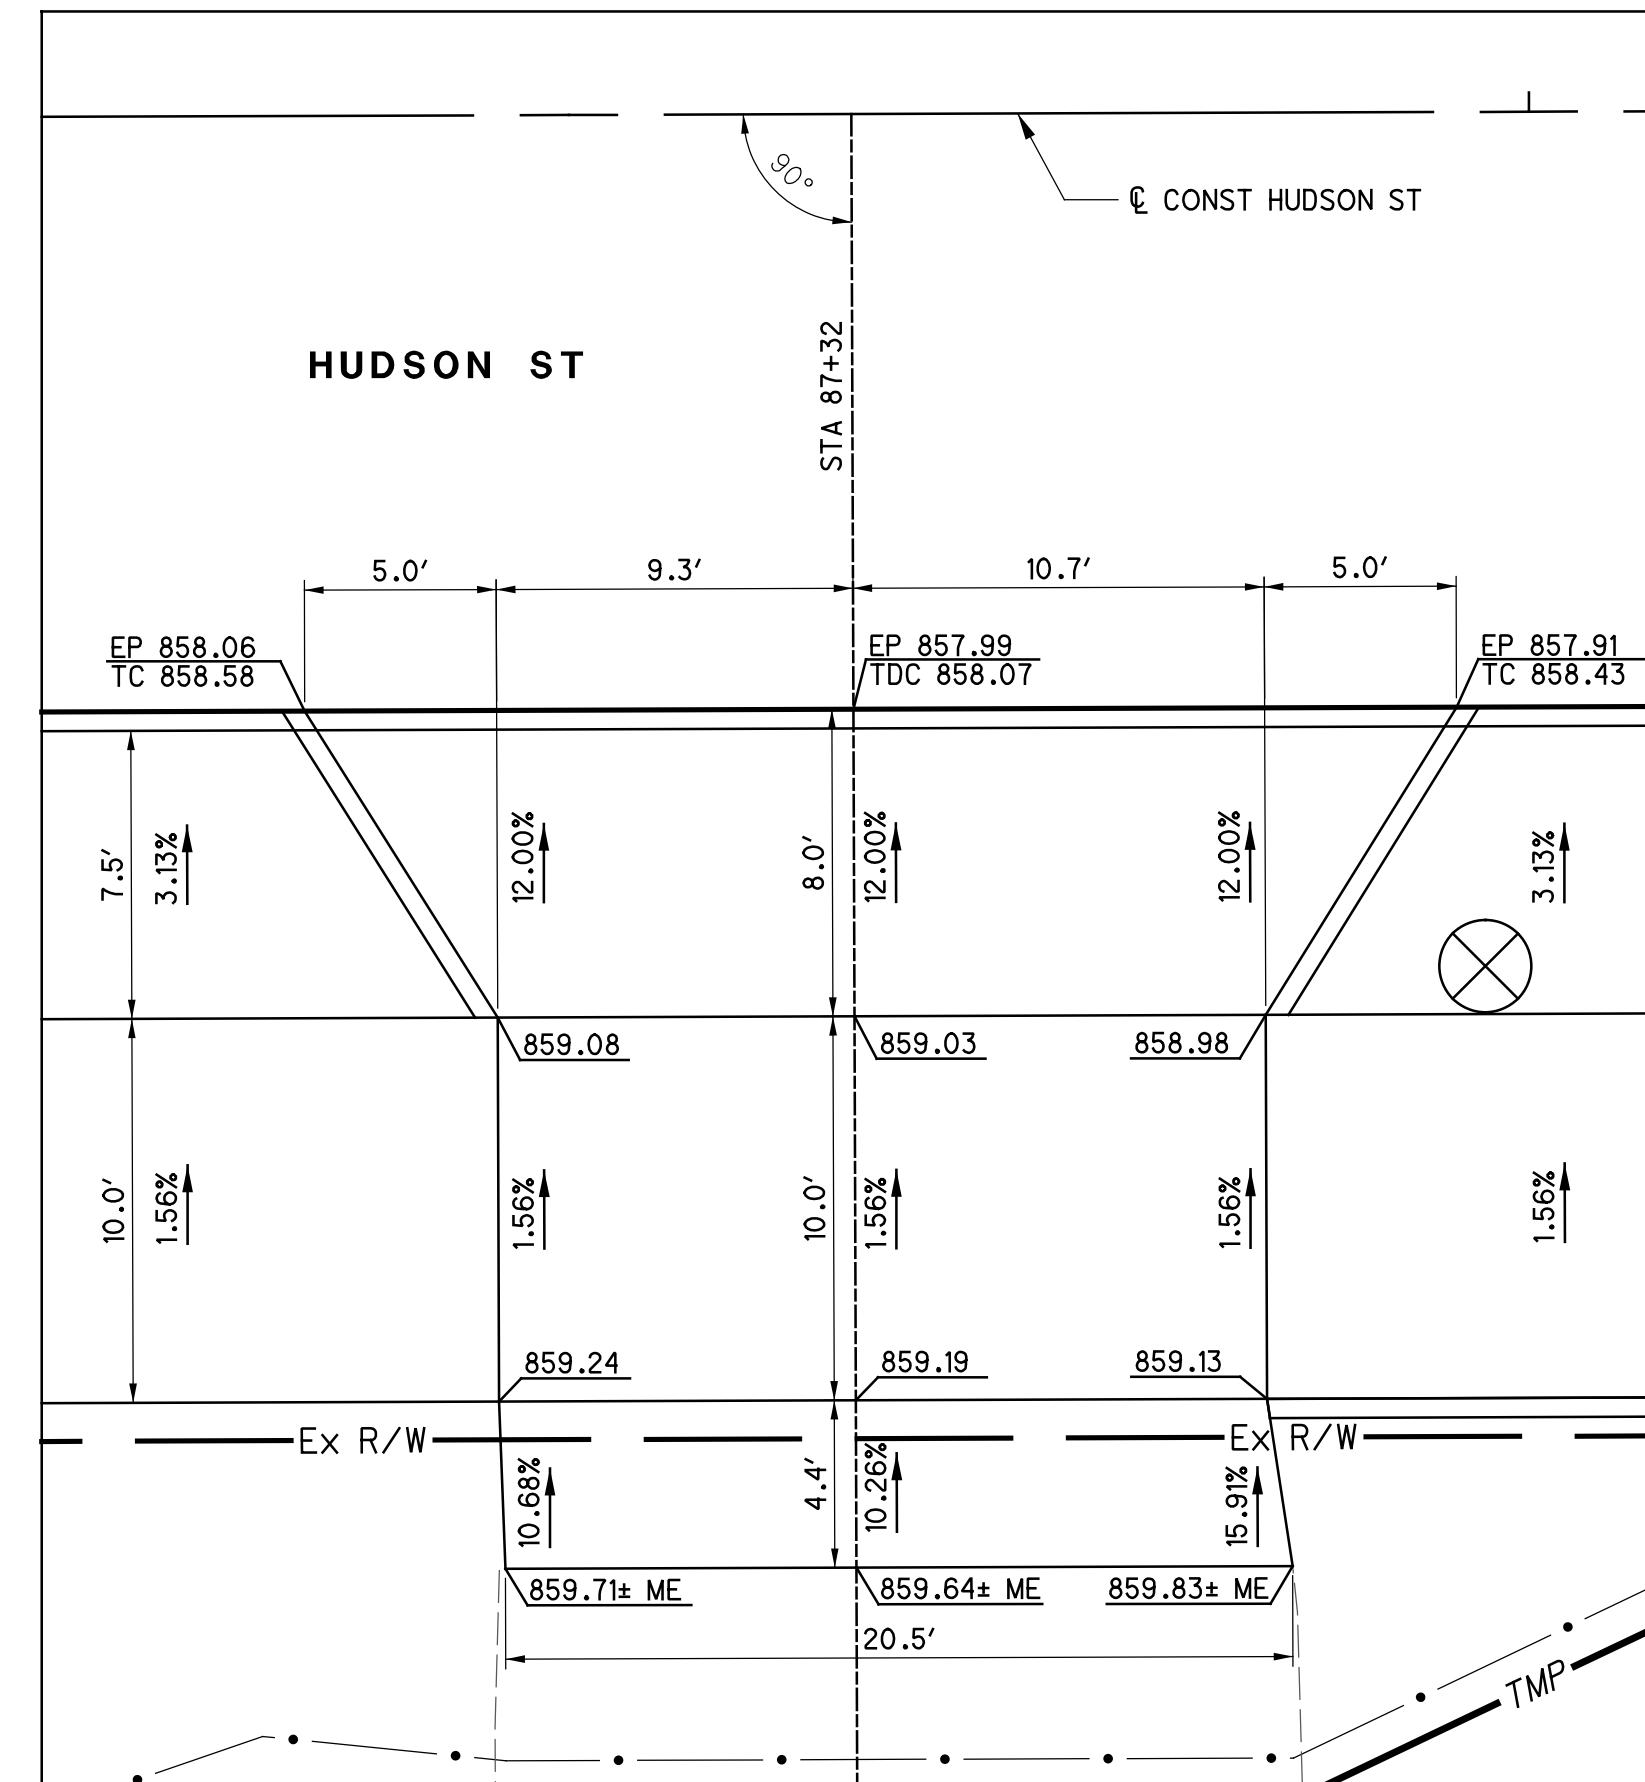 90°
℄ CONST HUDSON ST
HUDSON ST
STA 87+32
5.0'
9.3'
10.7'
5.0'
EP 858.06
TC 858.58
EP 857.99
TDC 858.07
EP 857.91
TC 858.43
7.5'
3.13%
12.00%
8.0'
12.00%
12.00%
3.13%
859.08
859.03
858.98
10.0'
1.56%
1.56%
10.0'
1.56%
1.56%
1.56%
859.24
859.19
859.13
Ex R/W
Ex R/W
10.68%
4.4'
10.26%
15.91%
859.71± ME
859.64± ME
859.83± ME
20.5'
TMP